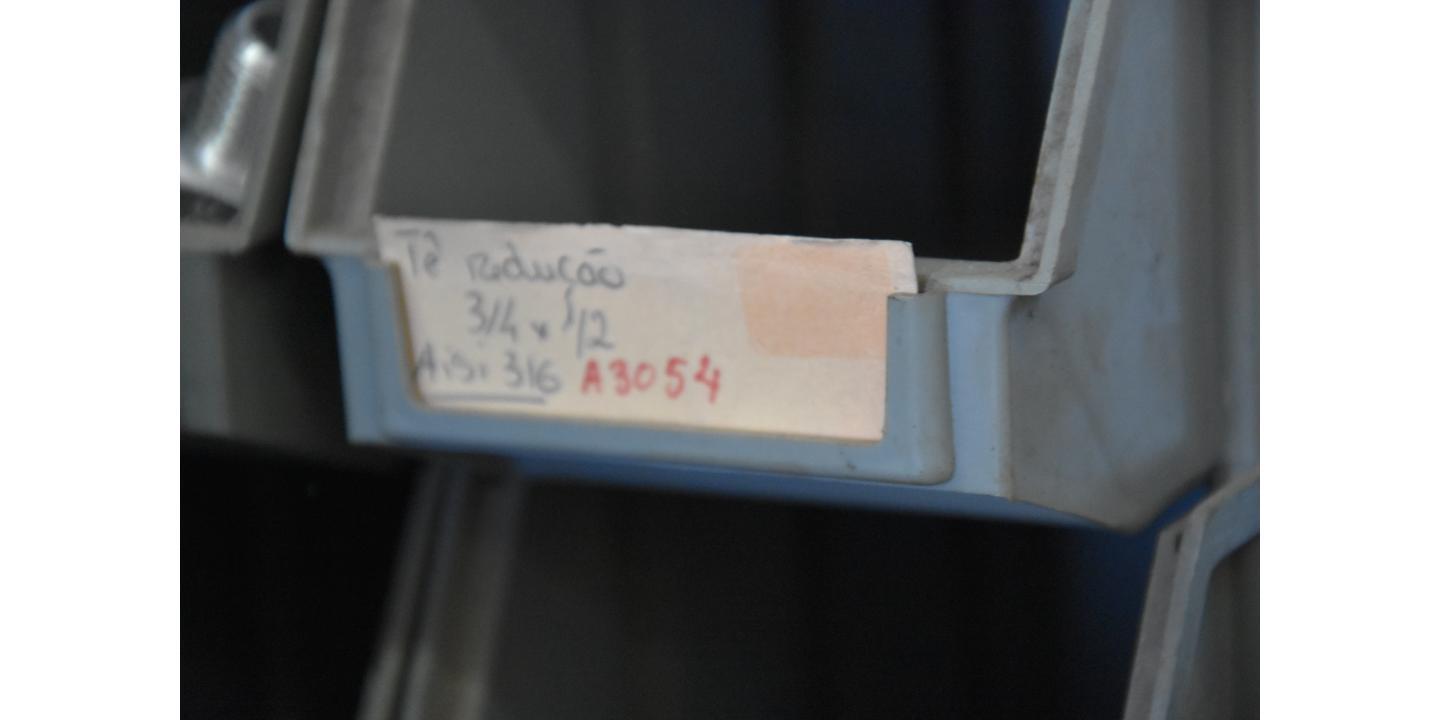 Tê redução
3/4 x 1/2
Aisi 316 A3054